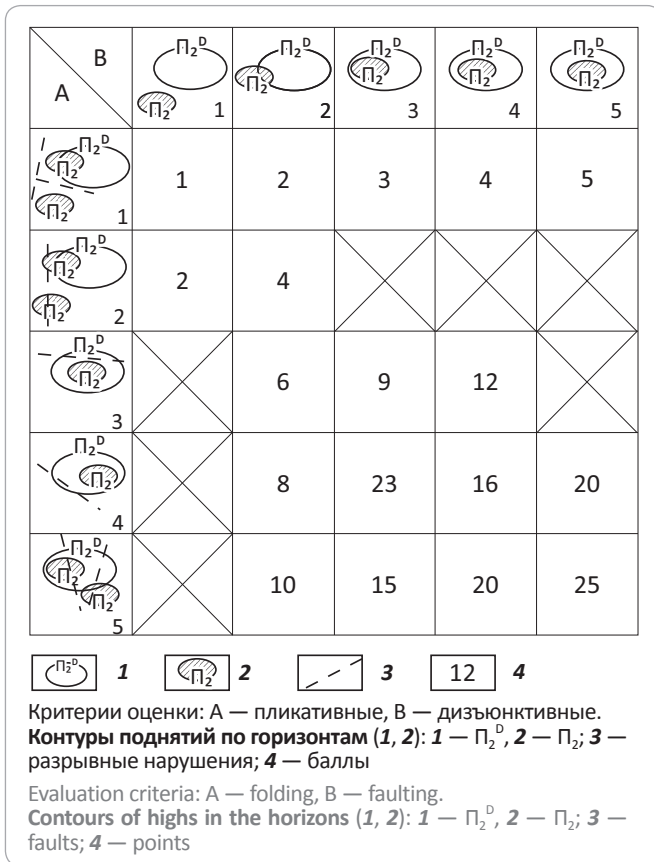 B
A
П₂ᴰ П₂ 1
П₂ᴰ П₂ 2
П₂ᴰ П₂ 3
П₂ᴰ П₂ 4
П₂ᴰ П₂ 5
П₂ᴰ П₂ П₂ 1
1 2 3 4 5
П₂ᴰ П₂ П₂ 2
2 4
П₂ᴰ П₂ 3
6 9 12
П₂ᴰ П₂ 4
8 23 16 20
П₂ᴰ П₂ П₂ 5
10 15 20 25
П₂ᴰ 1 П₂ 2 3 12 4
Критерии оценки: А — пликативные, В — дизъюнктивные.
Контуры поднятий по горизонтам (1, 2): 1 — П₂ᴰ, 2 — П₂; 3 —
разрывные нарушения; 4 — баллы
Evaluation criteria: A — folding, B — faulting.
Contours of highs in the horizons (1, 2): 1 — П₂ᴰ, 2 — П₂; 3 —
faults; 4 — points